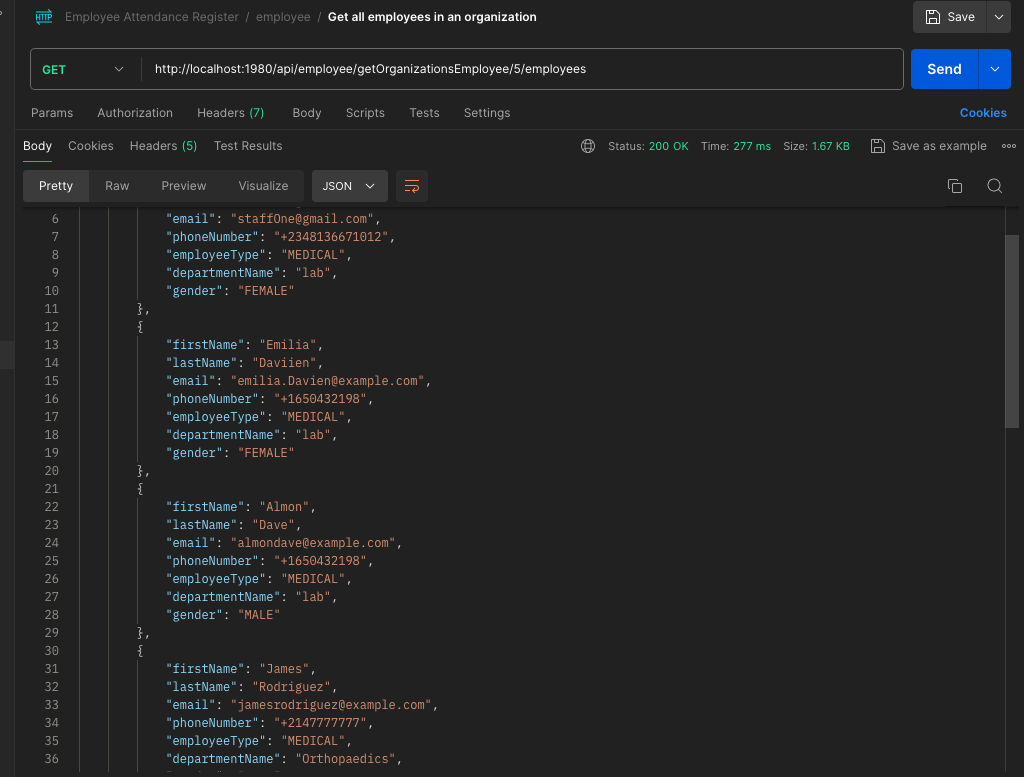 HTTP Employee Attendance Register / employee / Get all employees in an organization Save
GET http://localhost:1980/api/employee/getOrganizationsEmployee/5/employees Send
Params Authorization Headers (7) Body Scripts Tests Settings Cookies
Body Cookies Headers (5) Test Results Status: 200 OK Time: 277 ms Size: 1.67 KB Save as example
Pretty Raw Preview Visualize JSON
6 "email": "staffOne@gmail.com",
7 "phoneNumber": "+2348136671012",
8 "employeeType": "MEDICAL",
9 "departmentName": "lab",
10 "gender": "FEMALE"
11 },
12 {
13 "firstName": "Emilia",
14 "lastName": "Daviien",
15 "email": "emilia.Davien@example.com",
16 "phoneNumber": "+1650432198",
17 "employeeType": "MEDICAL",
18 "departmentName": "lab",
19 "gender": "FEMALE"
20 },
21 {
22 "firstName": "Almon",
23 "lastName": "Dave",
24 "email": "almondave@example.com",
25 "phoneNumber": "+1650432198",
26 "employeeType": "MEDICAL",
27 "departmentName": "lab",
28 "gender": "MALE"
29 },
30 {
31 "firstName": "James",
32 "lastName": "Rodriguez",
33 "email": "jamesrodriguez@example.com",
34 "phoneNumber": "+2147777777",
35 "employeeType": "MEDICAL",
36 "departmentName": "Orthopaedics",